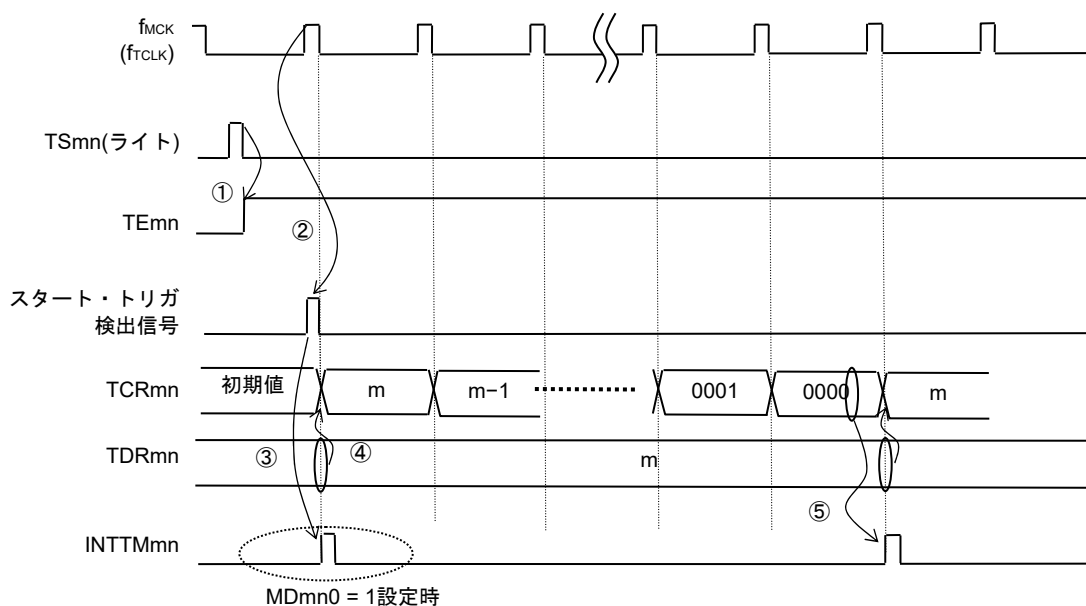 fMCK
(fTCLK)
TSmn(ライト)
①
TEmn
②
スタート・トリガ
検出信号
TCRmn
初期値
m
m−1
0001
0000
m
TDRmn
③
④
m
⑤
INTTMmn
MDmn0 = 1設定時